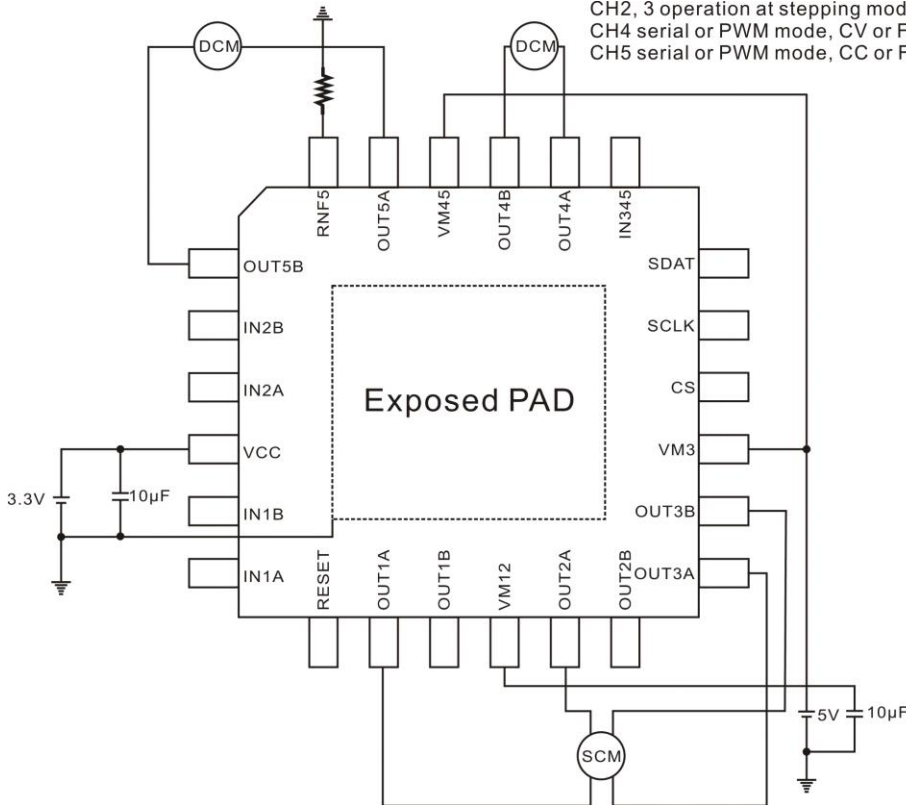 CH2, 3 operation at stepping mod
CH4 serial or PWM mode, CV or F
CH5 serial or PWM mode, CC or F
DCM
DCM
RNF5
OUT5A
VM45
OUT4B
OUT4A
IN345
OUT5B
SDAT
IN2B
SCLK
IN2A
CS
Exposed PAD
VCC
VM3
3.3V
10µF
IN1B
OUT3B
IN1A
OUT3A
RESET
OUT1A
OUT1B
VM12
OUT2A
OUT2B
5V
10µF
SCM